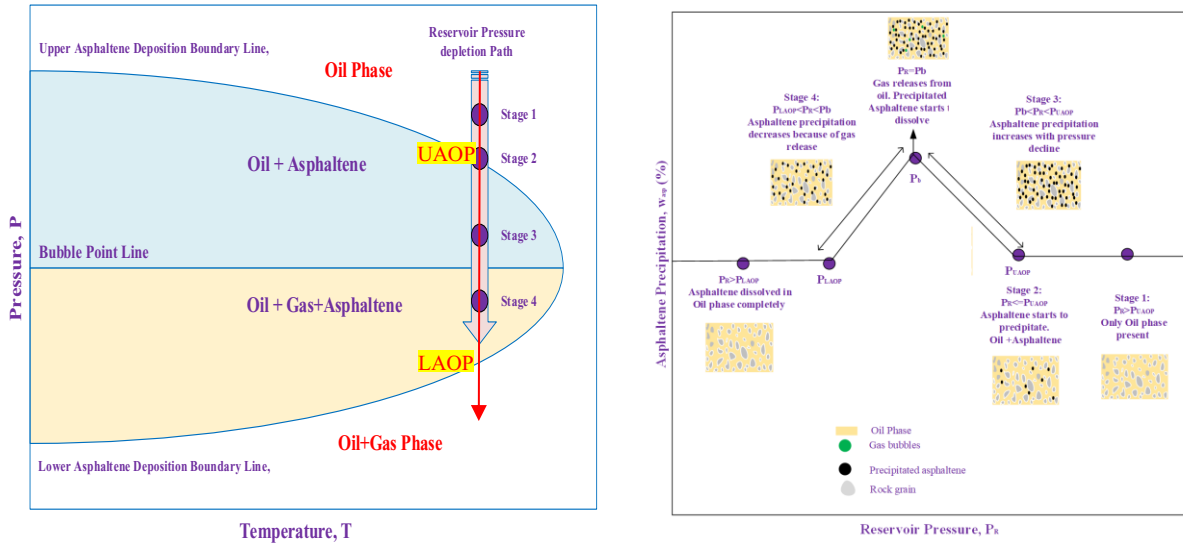 Upper Asphaltene Deposition Boundary Line,
Reservoir Pressure
depletion Path
Oil Phase
Stage 1
UAOP
Stage 2
Oil + Asphaltene
Stage 3
Bubble Point Line
Oil + Gas+Asphaltene
Stage 4
LAOP
Oil+Gas Phase
Lower Asphaltene Deposition Boundary Line,
Pressure, P
Temperature, T
PR=Pb
Gas releases from
oil. Precipitated
Asphaltene starts t
dissolve
Stage 4:
PLAOP<PR<Pb
Asphaltene precipitation
decreases because of gas
release
Stage 3:
Pb<PR<PUAOP
Asphaltene precipitation
increases with pressure
decline
Pb
PR>PLAOP
Asphaltene dissolved in
Oil phase completely
PLAOP
PUAOP
Stage 2:
PR<=PUAOP
Asphaltene starts to
precipitate.
Oil +Asphaltene
Stage 1:
PR>PUAOP
Only Oil phase
present
Oil Phase
Gas bubbles
Precipitated asphaltene
Rock grain
Asphaltene Precipitation, (%)
Reservoir Pressure, PR